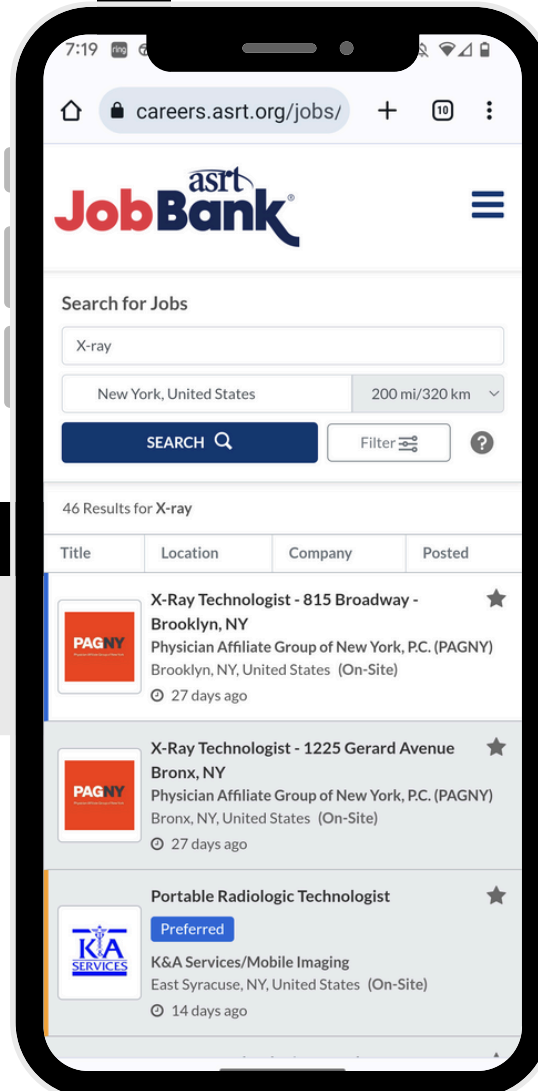 7:19 ring
careers.asrt.org/jobs/ 10
asrt
JobBank®
Search for Jobs
X-ray
New York, United States 200 mi/320 km
SEARCH Filter ?
46 Results for X-ray
Title Location Company Posted
X-Ray Technologist - 815 Broadway -
Brooklyn, NY
PAGNY
Physician Affiliate Group of New York, P.C. (PAGNY)
Brooklyn, NY, United States (On-Site)
27 days ago
X-Ray Technologist - 1225 Gerard Avenue
Bronx, NY
PAGNY
Physician Affiliate Group of New York, P.C. (PAGNY)
Bronx, NY, United States (On-Site)
27 days ago
Portable Radiologic Technologist
Preferred
K&A
SERVICES
K&A Services/Mobile Imaging
East Syracuse, NY, United States (On-Site)
14 days ago